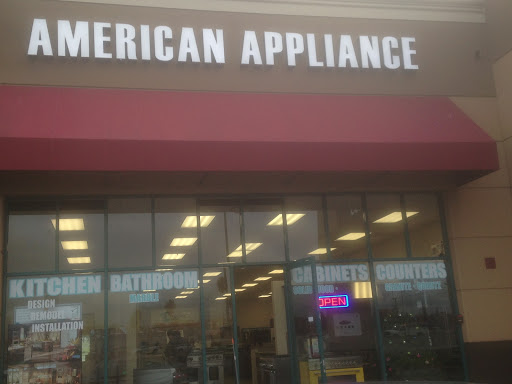 AMERICAN APPLIANCE
KITCHEN BATHROOM CABINETS COUNTERS
DESIGN
REMODEL
INSTALLATION
OPEN